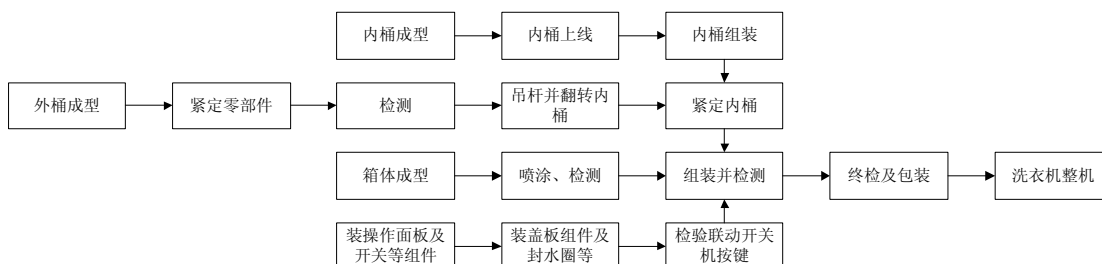 内桶成型
内桶上线
内桶组装
外桶成型
紧定零部件
检测
吊杆并翻转内
桶
紧定内桶
箱体成型
喷涂、检测
组装并检测
终检及包装
洗衣机整机
装操作面板及
开关等组件
装盖板组件及
封水圈等
检验联动开关
机按键